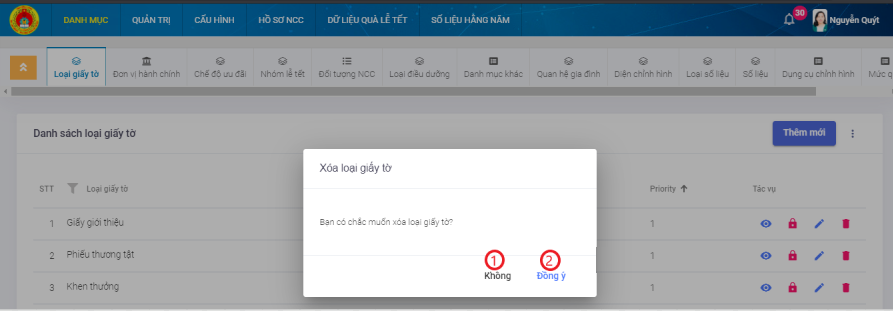 DANH MỤC QUẢN TRỊ CẤU HÌNH HỒ SƠ NCC DỮ LIỆU QUÀ LỄ TẾT SỐ LIỆU HẰNG NĂM 30 Nguyễn Quýt
Loại giấy tờ Đơn vị hành chính Chế độ ưu đãi Nhóm lễ tết Đối tượng NCC Loại điều dưỡng Danh mục khác Quan hệ gia đình Diện chỉnh hình Loại số liệu Số liệu Dụng cụ chỉnh hình Mức q
Danh sách loại giấy tờ Thêm mới
Xóa loại giấy tờ
STT Loại giấy tờ Priority Tác vụ
Bạn có chắc muốn xóa loại giấy tờ?
1 Giấy giới thiệu 1
2 Phiếu thương tật 1
1 2
Không Đồng ý
3 Khen thưởng 1